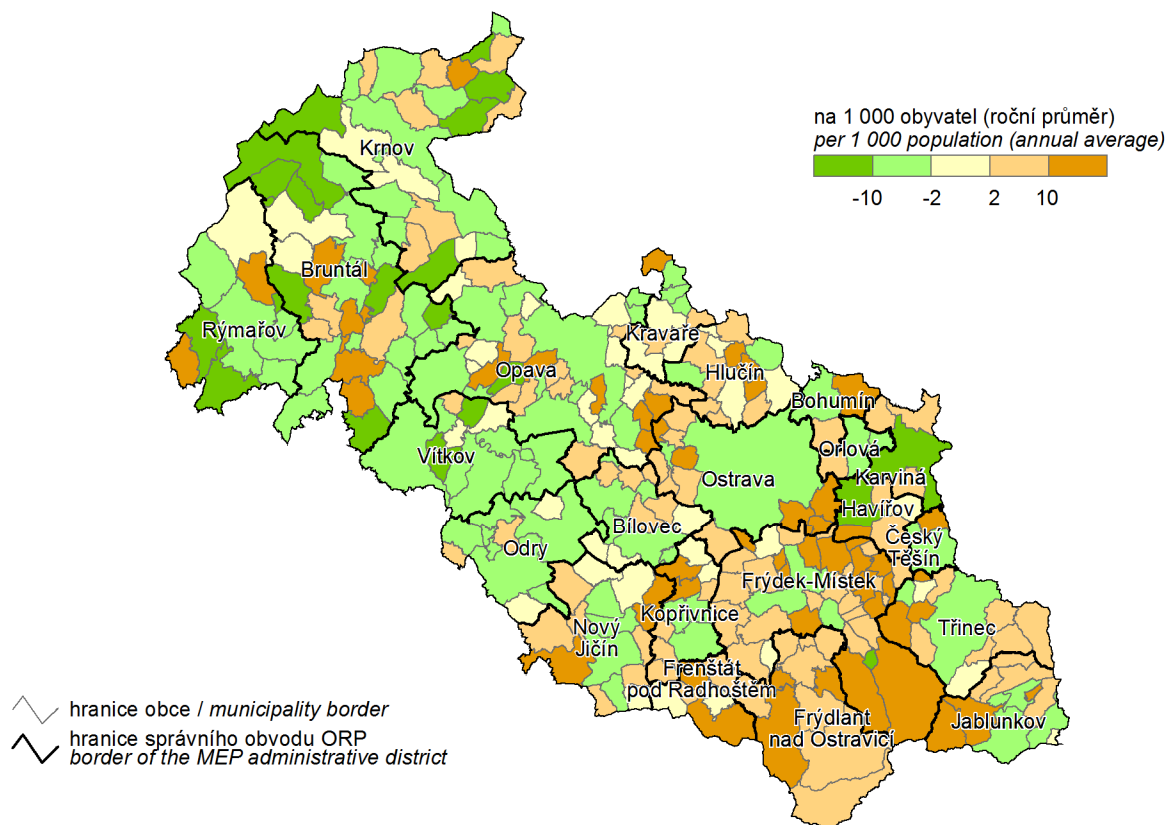 na 1 000 obyvatel (roční průměr)
per 1 000 population (annual average)
-10 -2 2 10
Krnov
Bruntál
Rýmařov
Kravaře
Opava
Hlučín
Bohumín
Vítkov
Orlová
Ostrava
Karviná
Havířov
Bílovec
Český
Těšín
Odry
Frýdek-Místek
Kopřivnice
Nový
Jičín
Třinec
Frenštát
pod Radhoštěm
Frýdlant
nad Ostravicí
Jablunkov
hranice obce / municipality border
hranice správního obvodu ORP
border of the MEP administrative district